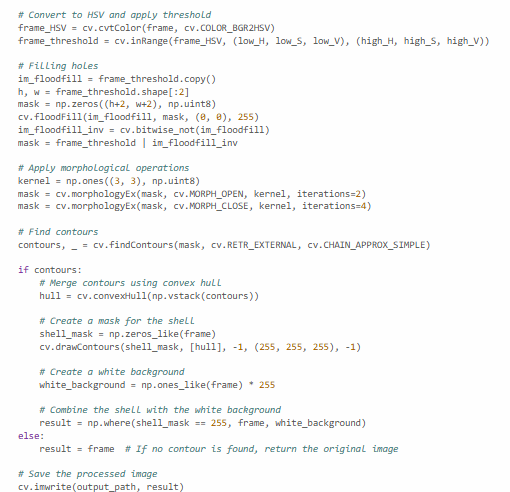 # Convert to HSV and apply threshold
frame_HSV = cv.cvtColor(frame, cv.COLOR_BGR2HSV)
frame_threshold = cv.inRange(frame_HSV, (low_H, low_S, low_V), (high_H, high_S, high_V))
# Filling holes
im_floodfill = frame_threshold.copy()
h, w = frame_threshold.shape[:2]
mask = np.zeros((h+2, w+2), np.uint8)
cv.floodFill(im_floodfill, mask, (0, 0), 255)
im_floodfill_inv = cv.bitwise_not(im_floodfill)
mask = frame_threshold | im_floodfill_inv
# Apply morphological operations
kernel = np.ones((3, 3), np.uint8)
mask = cv.morphologyEx(mask, cv.MORPH_OPEN, kernel, iterations=2)
mask = cv.morphologyEx(mask, cv.MORPH_CLOSE, kernel, iterations=4)
# Find contours
contours, _ = cv.findContours(mask, cv.RETR_EXTERNAL, cv.CHAIN_APPROX_SIMPLE)
if contours:
    # Merge contours using convex hull
    hull = cv.convexHull(np.vstack(contours))
    # Create a mask for the shell
    shell_mask = np.zeros_like(frame)
    cv.drawContours(shell_mask, [hull], -1, (255, 255, 255), -1)
    # Create a white background
    white_background = np.ones_like(frame) * 255
    # Combine the shell with the white background
    result = np.where(shell_mask == 255, frame, white_background)
else:
    result = frame  # If no contour is found, return the original image
# Save the processed image
cv.imwrite(output_path, result)